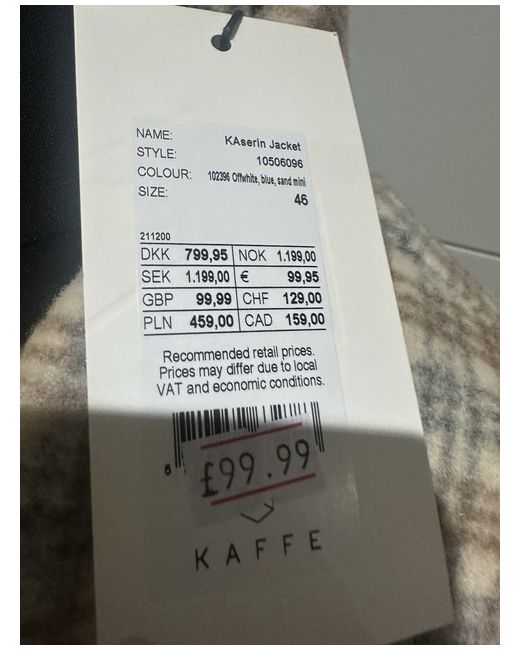 NAME: KAserin Jacket
STYLE: 10506096
COLOUR: 102396 Offwhite, blue, sand mini
SIZE: 46
211200
DKK 799,95 NOK 1.199,00
SEK 1.199,00 € 99,95
GBP 99,99 CHF 129,00
PLN 459,00 CAD 159,00
Recommended retail prices.
Prices may differ due to local
VAT and economic conditions.
5
£99.99
KAFFE